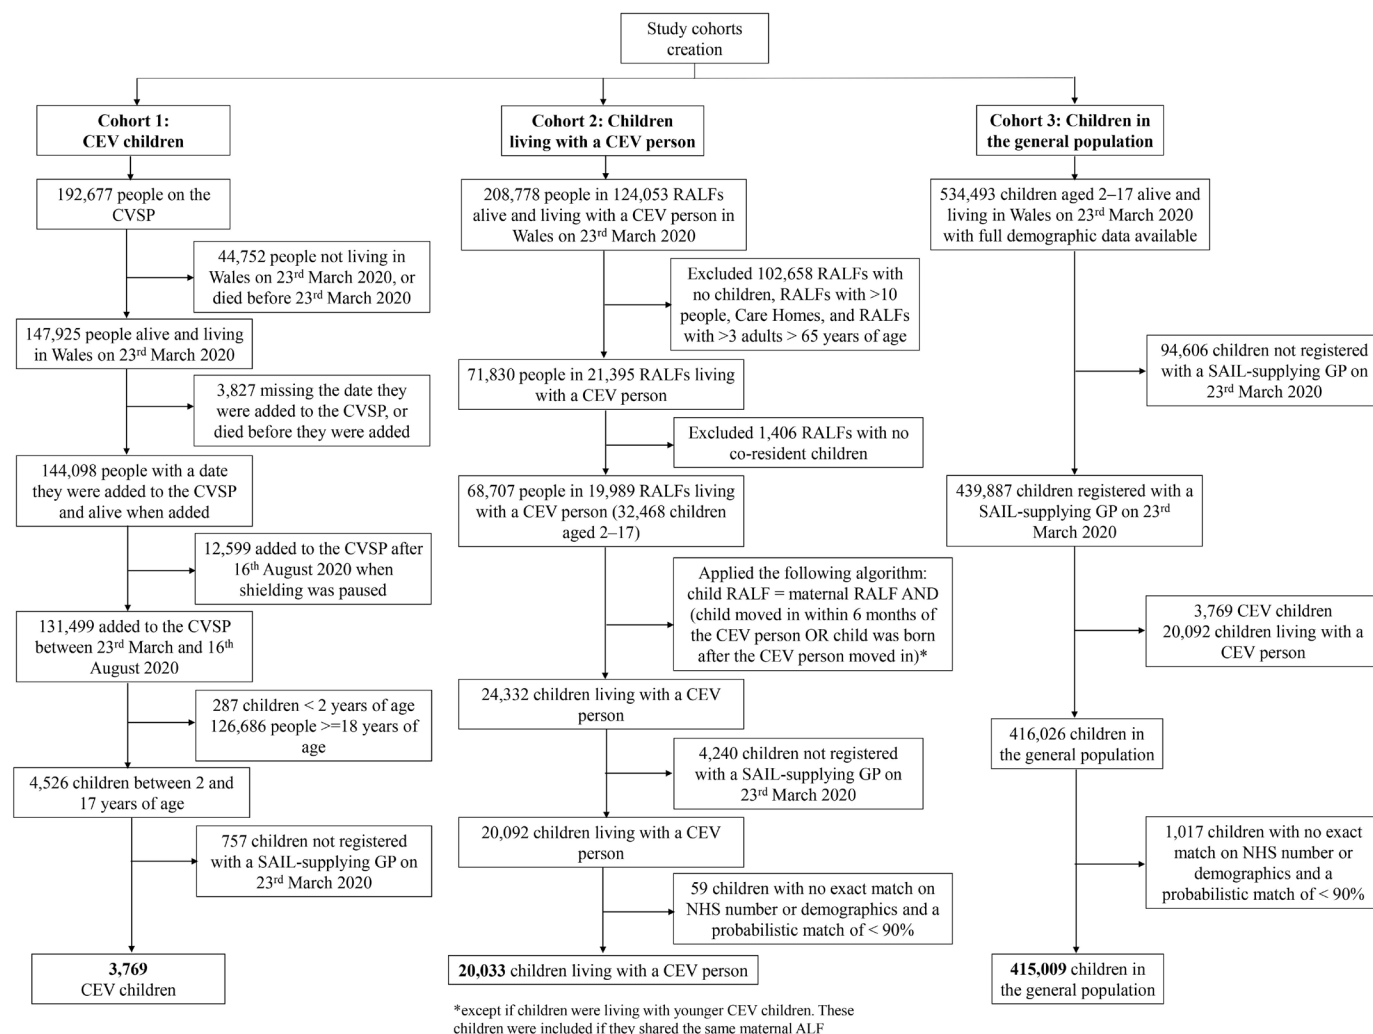 Study cohorts
creation
Cohort 1:
CEV children
192,677 people on the
CVSP
44,752 people not living in
Wales on 23rd March 2020, or
died before 23rd March 2020
147,925 people alive and living
in Wales on 23rd March 2020
3,827 missing the date they
were added to the CVSP, or
died before they were added
144,098 people with a date
they were added to the CVSP
and alive when added
12,599 added to the CVSP after
16th August 2020 when
shielding was paused
131,499 added to the CVSP
between 23rd March and 16th
August 2020
287 children < 2 years of age
126,686 people >=18 years of
age
4,526 children between 2 and
17 years of age
757 children not registered
with a SAIL-supplying GP on
23rd March 2020
3,769
CEV children
Cohort 2: Children
living with a CEV person
208,778 people in 124,053 RALFs
alive and living with a CEV person in
Wales on 23rd March 2020
Excluded 102,658 RALFs with
no children, RALFs with >10
people, Care Homes, and RALFs
with >3 adults > 65 years of age
71,830 people in 21,395 RALFs living
with a CEV person
Excluded 1,406 RALFs with no
co-resident children
68,707 people in 19,989 RALFs living
with a CEV person (32,468 children
aged 2–17)
Applied the following algorithm:
child RALF = maternal RALF AND
(child moved in within 6 months of
the CEV person OR child was born
after the CEV person moved in)*
24,332 children living with a CEV
person
4,240 children not registered
with a SAIL-supplying GP on
23rd March 2020
20,092 children living with a CEV
person
59 children with no exact match on
NHS number or demographics and a
probabilistic match of < 90%
20,033 children living with a CEV person
*except if children were living with younger CEV children. These
children were included if they shared the same maternal ALF
Cohort 3: Children in
the general population
534,493 children aged 2–17 alive and
living in Wales on 23rd March 2020
with full demographic data available
94,606 children not registered
with a SAIL-supplying GP on
23rd March 2020
439,887 children registered with a
SAIL-supplying GP on 23rd
March 2020
3,769 CEV children
20,092 children living with a
CEV person
416,026 children in
the general population
1,017 children with no exact
match on NHS number or
demographics and a
probabilistic match of < 90%
415,009 children in
the general population